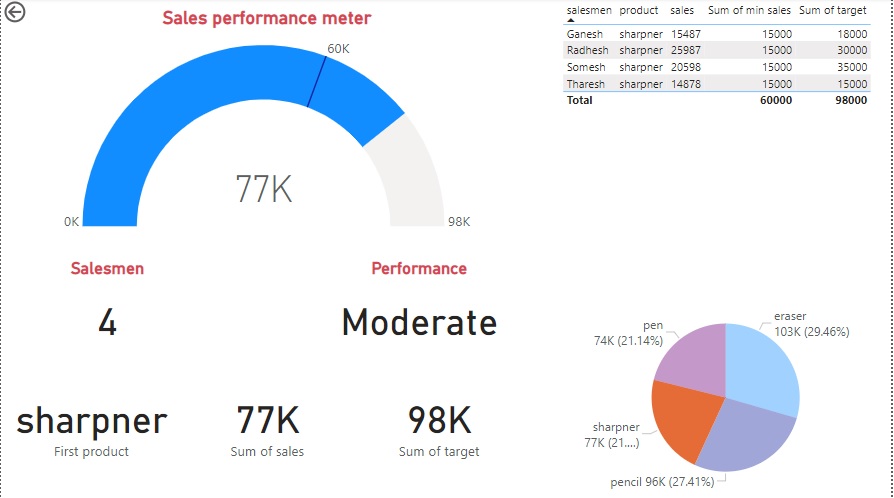 Sales performance meter
60K
77K
0K
98K
salesmen product sales Sum of min sales Sum of target
Ganesh sharpner 15487 15000 18000
Radhesh sharpner 25987 15000 30000
Somesh sharpner 20598 15000 35000
Tharesh sharpner 14878 15000 15000
Total 60000 98000
Salesmen
4
Performance
Moderate
sharpner
First product
77K
Sum of sales
98K
Sum of target
eraser
103K (29.46%)
pen
74K (21.14%)
sharpner
77K (21....)
pencil 96K (27.41%)